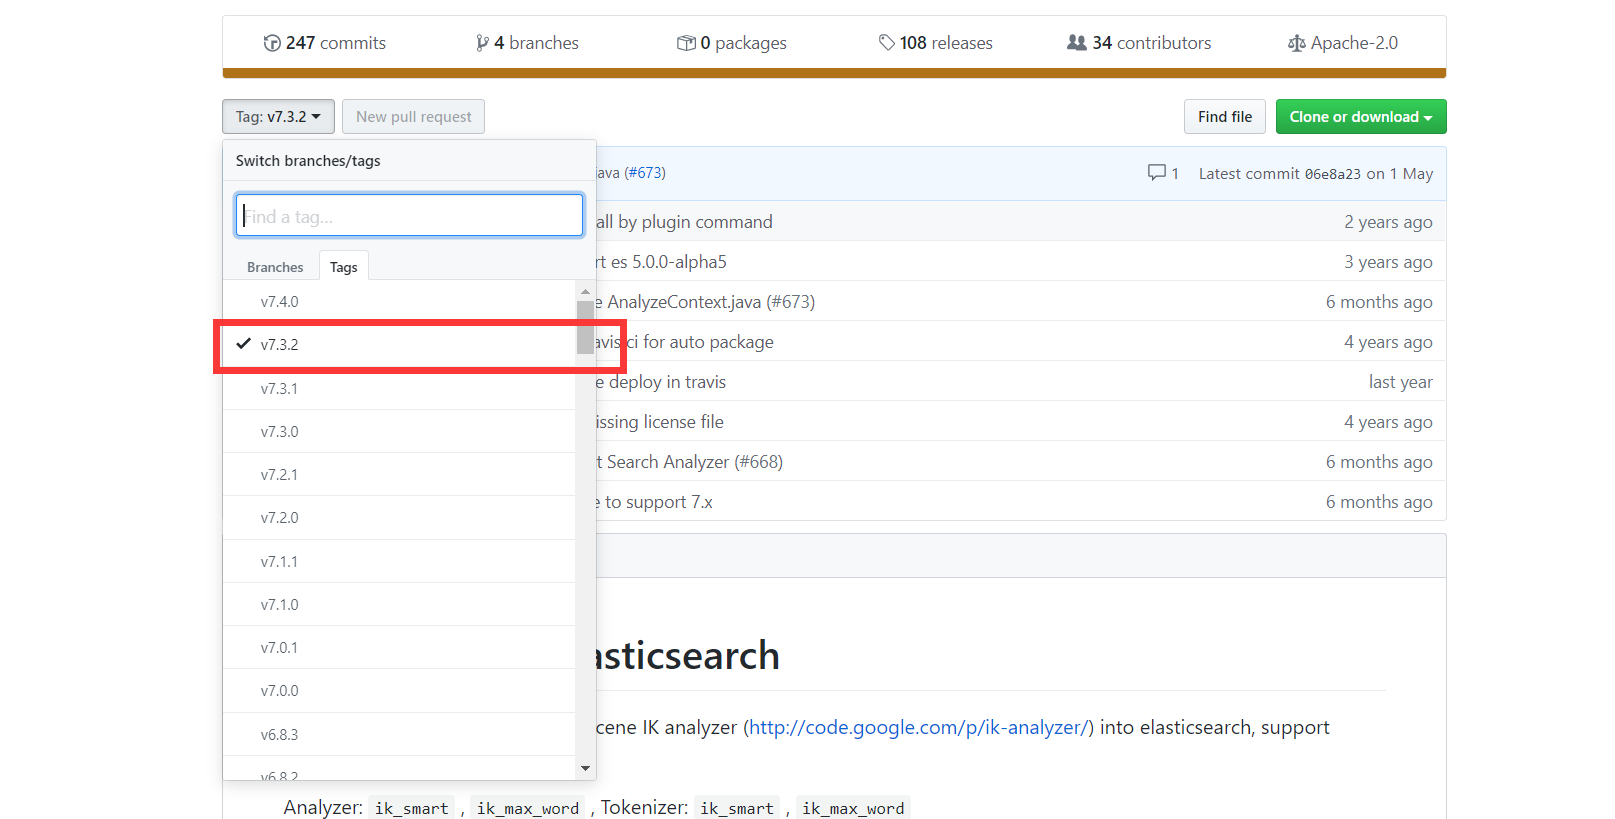 247 commits 4 branches 0 packages 108 releases 34 contributors Apache-2.0
Tag: v7.3.2 New pull request Find file Clone or download
Switch branches/tags
java (#673) 1 Latest commit 06e8a23 on 1 May
Find a tag...
all by plugin command 2 years ago
Branches Tags
rt es 5.0.0-alpha5 3 years ago
v7.4.0
e AnalyzeContext.java (#673) 6 months ago
v7.3.2
avis ci for auto package 4 years ago
v7.3.1
e deploy in travis last year
v7.3.0
issing license file 4 years ago
v7.2.1
t Search Analyzer (#668) 6 months ago
v7.2.0
e to support 7.x 6 months ago
v7.1.1
v7.1.0
v7.0.1
asticsearch
v7.0.0
v6.8.3
cene IK analyzer (http://code.google.com/p/ik-analyzer/) into elasticsearch, support
v6.8.2
Analyzer: ik_smart , ik_max_word , Tokenizer: ik_smart , ik_max_word